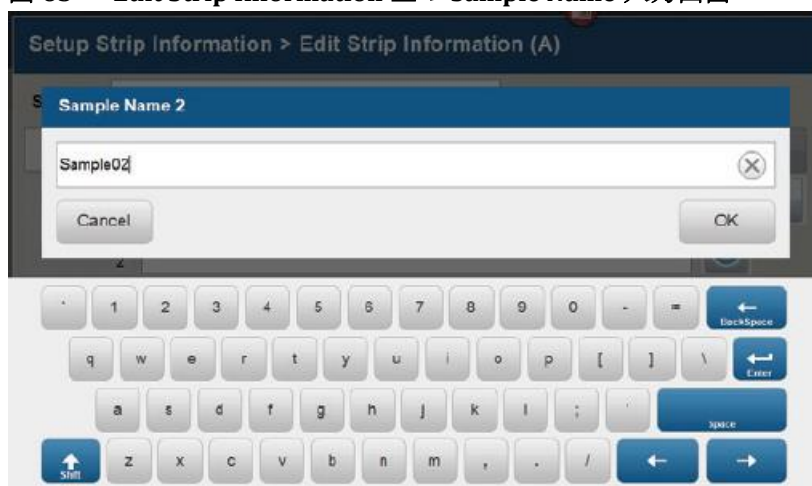 Setup Strip Information > Edit Strip Information (A)
S
Sample Name 2
Sample02
Cancel
OK
2
` 1 2 3 4 5 6 7 8 9 0 - = BackSpace
q w e r t y u i o p [ ] \ Enter
a s d f g h j k l ; ' space
Shift z x c v b n m , . /